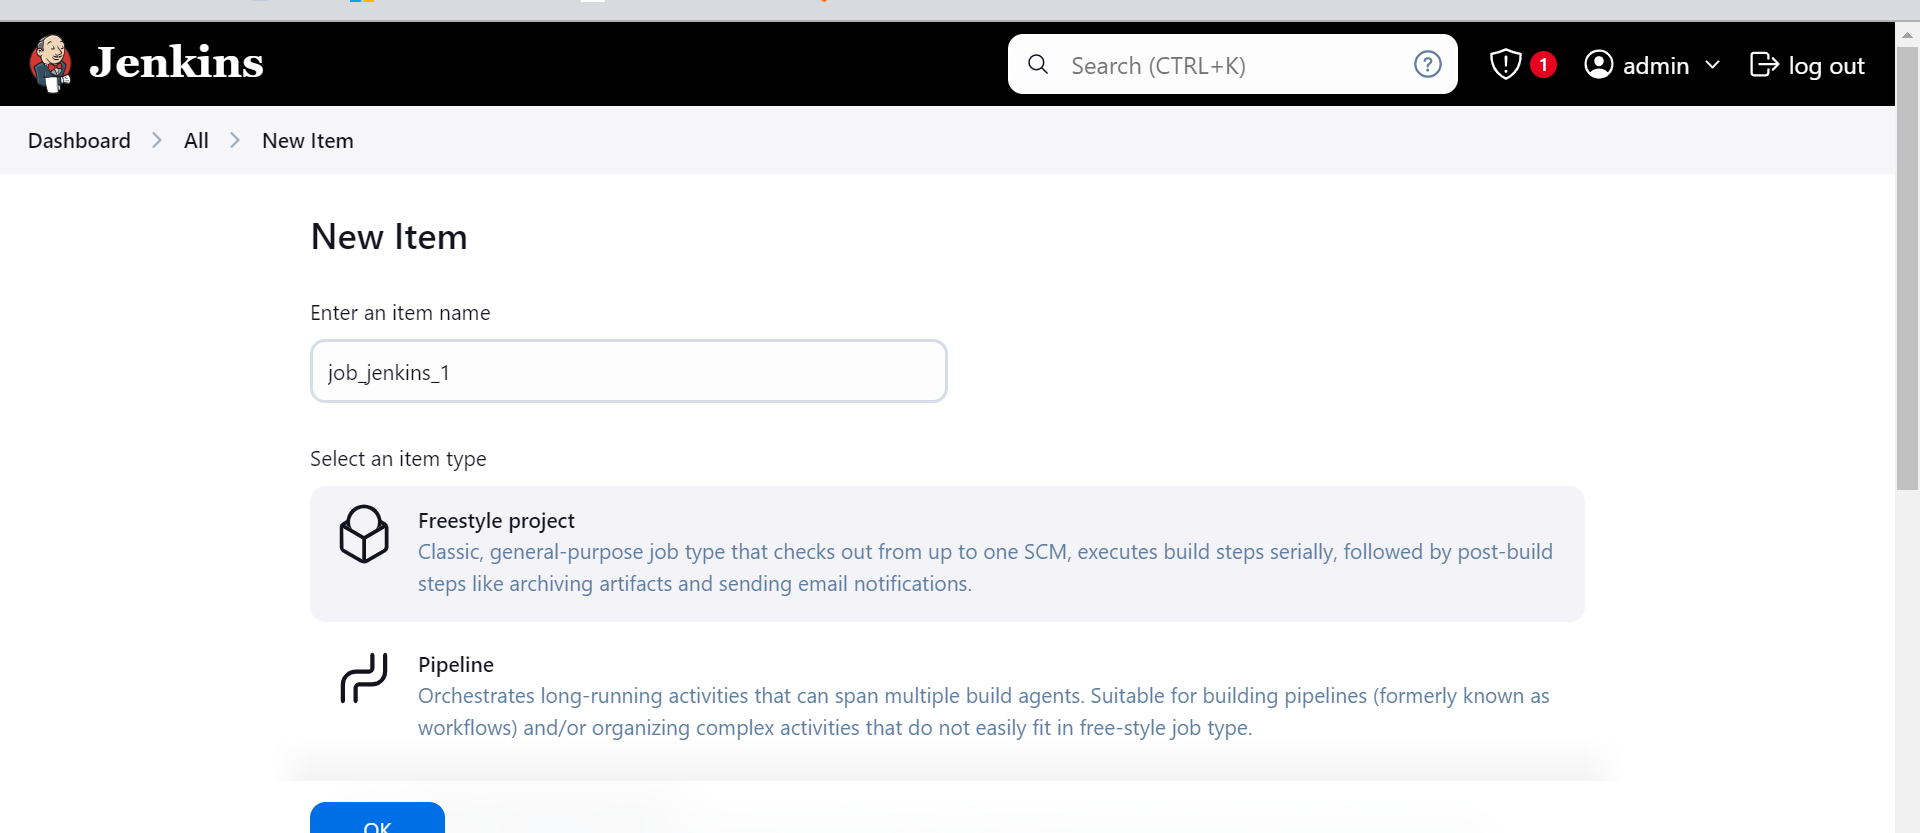 Jenkins
Search (CTRL+K)
?
1
admin
log out
Dashboard
All
New Item
New Item
Enter an item name
job_jenkins_1
Select an item type
Freestyle project
Classic, general-purpose job type that checks out from up to one SCM, executes build steps serially, followed by post-build
steps like archiving artifacts and sending email notifications.
Pipeline
Orchestrates long-running activities that can span multiple build agents. Suitable for building pipelines (formerly known as
workflows) and/or organizing complex activities that do not easily fit in free-style job type.
OK